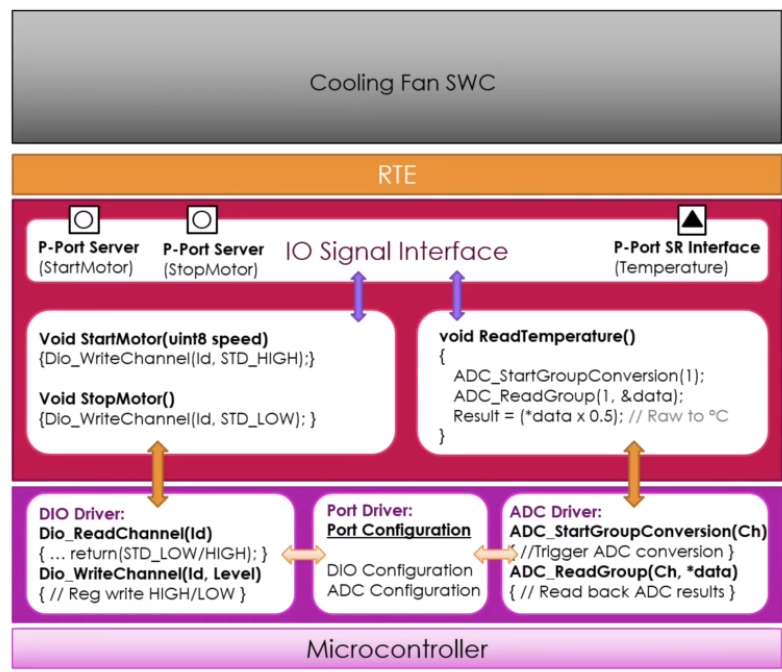 Cooling Fan SWC
RTE
P-Port Server
(StartMotor)
P-Port Server
(StopMotor)
IO Signal Interface
P-Port SR Interface
(Temperature)
Void StartMotor(uint8 speed)
{Dio_WriteChannel(Id, STD_HIGH);}
Void StopMotor()
{Dio_WriteChannel(Id, STD_LOW); }
void ReadTemperature()
{
ADC_StartGroupConversion(1);
ADC_ReadGroup(1, &data);
Result = (*data x 0.5); // Raw to °C
}
DIO Driver:
Dio_ReadChannel(Id)
{ ... return(STD_LOW/HIGH); }
Dio_WriteChannel(Id, Level)
{ // Reg write HIGH/LOW }
Port Driver:
Port Configuration
DIO Configuration
ADC Configuration
ADC Driver:
ADC_StartGroupConversion(Ch)
{ //Trigger ADC conversion }
ADC_ReadGroup(Ch, *data)
{ // Read back ADC results }
Microcontroller